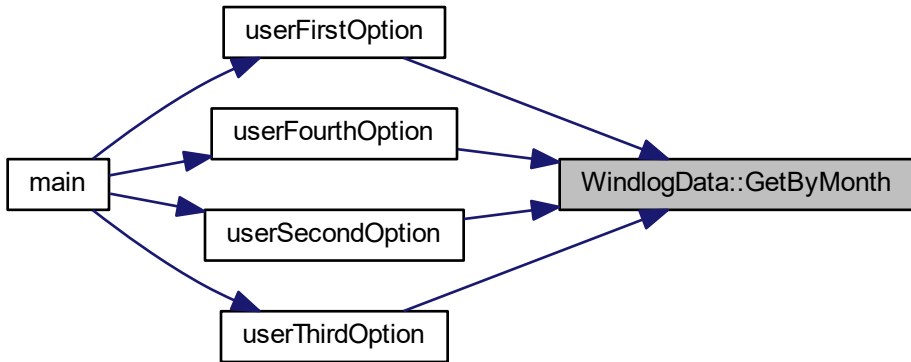 userFirstOption
userFourthOption
main
WindlogData::GetByMonth
userSecondOption
userThirdOption